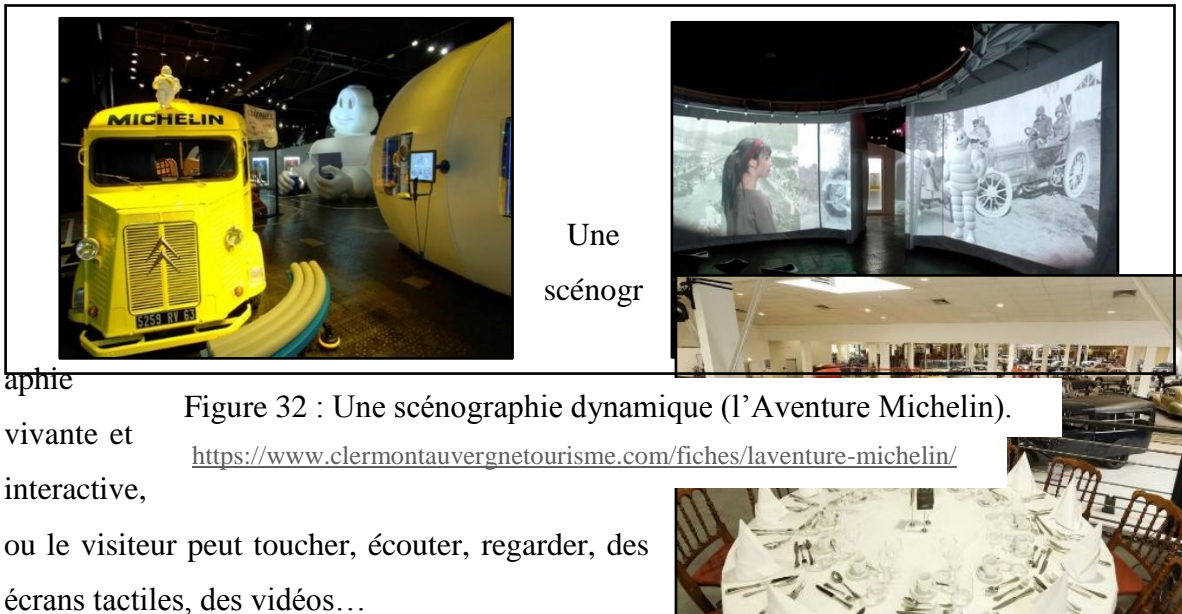 MICHELIN
5259 RV 63
Une
scénogr
aphie
Figure 32 : Une scénographie dynamique (l’Aventure Michelin).
vivante et
https://www.clermontauvergnetourisme.com/fiches/laventure-michelin/
interactive,
ou le visiteur peut toucher, écouter, regarder, des
écrans tactiles, des vidéos…